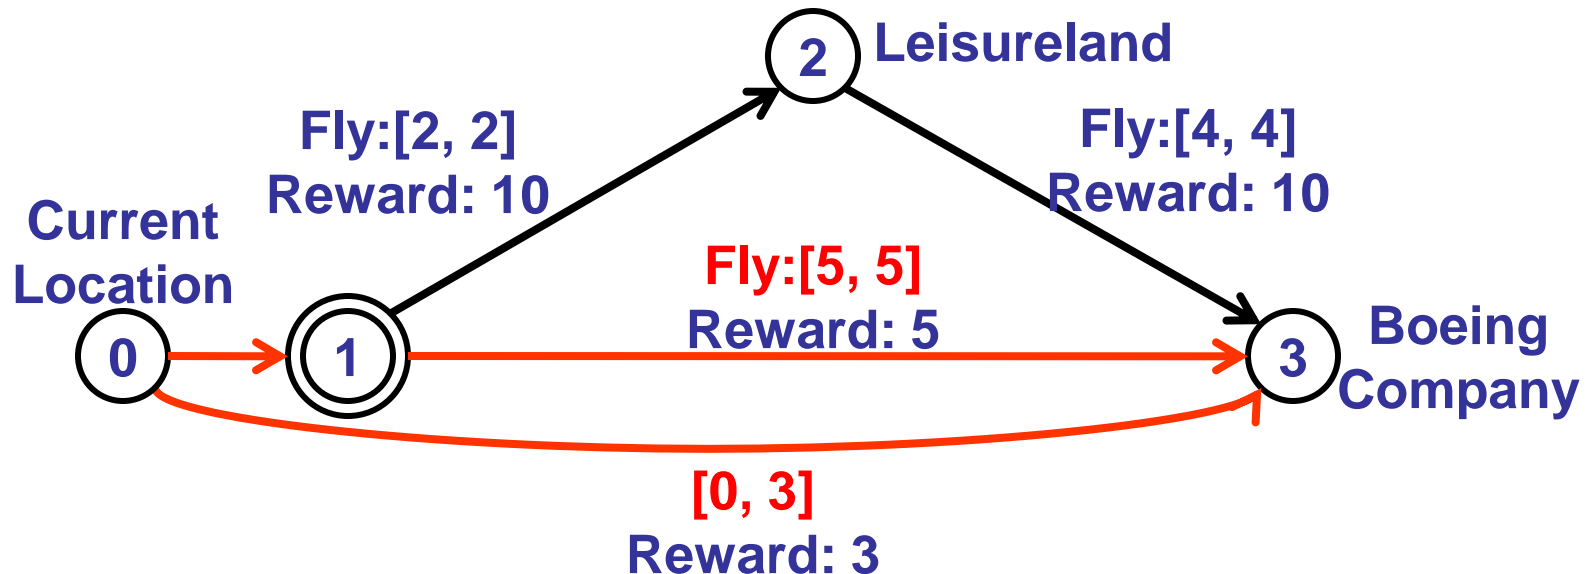 2
Leisureland
Fly:[2, 2]
Reward: 10
Fly:[4, 4]
Reward: 10
Current
Location
Fly:[5, 5]
Reward: 5
0
1
3
Boeing
Company
[0, 3]
Reward: 3